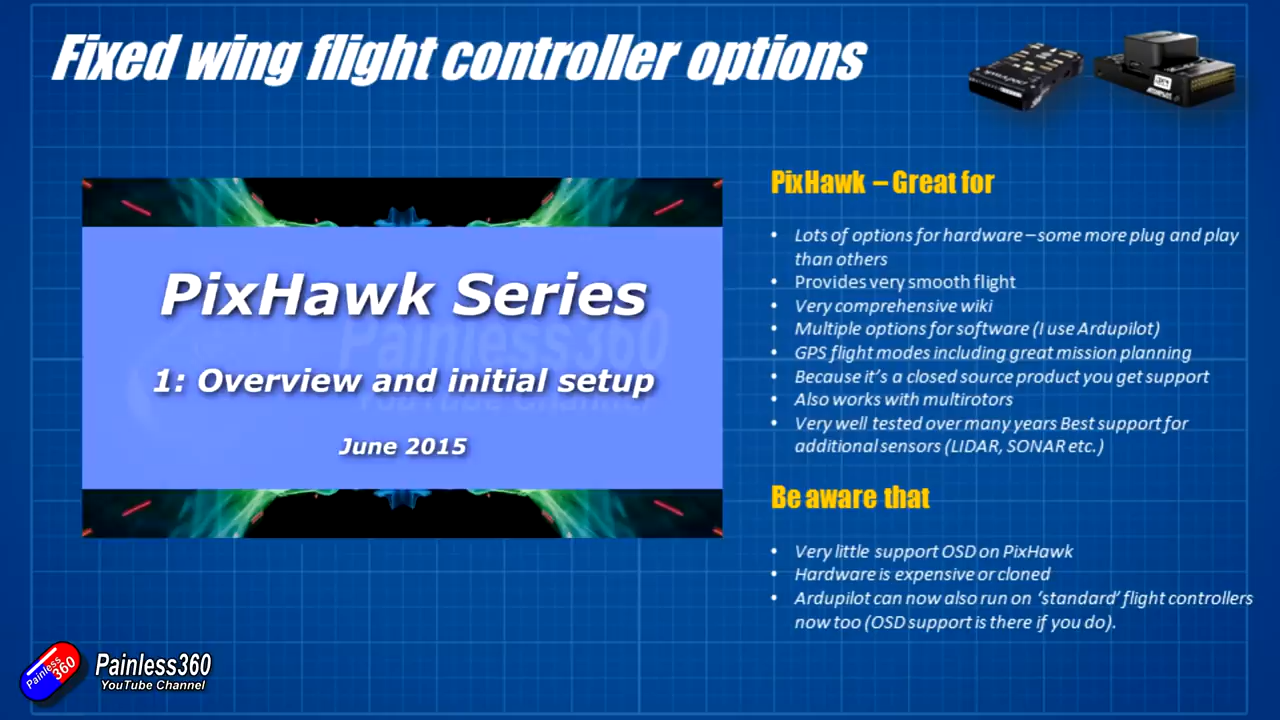 Fixed wing flight controller options
PixHawk Series
1: Overview and initial setup
June 2015
Painless360
YouTube Channel
PixHawk – Great for
• Lots of options for hardware – some more plug and play
than others
• Provides very smooth flight
• Very comprehensive wiki
• Multiple options for software (I use Ardupilot)
• GPS flight modes including great mission planning
• Because it's a closed source product you get support
• Also works with multirotors
• Very well tested over many years Best support for
additional sensors (LIDAR, SONAR etc.)
Be aware that
• Very little support OSD on PixHawk
• Hardware is expensive or cloned
• Ardupilot can now also run on 'standard' flight controllers
now too (OSD support is there if you do).
Painless
360
Painless360
YouTube Channel